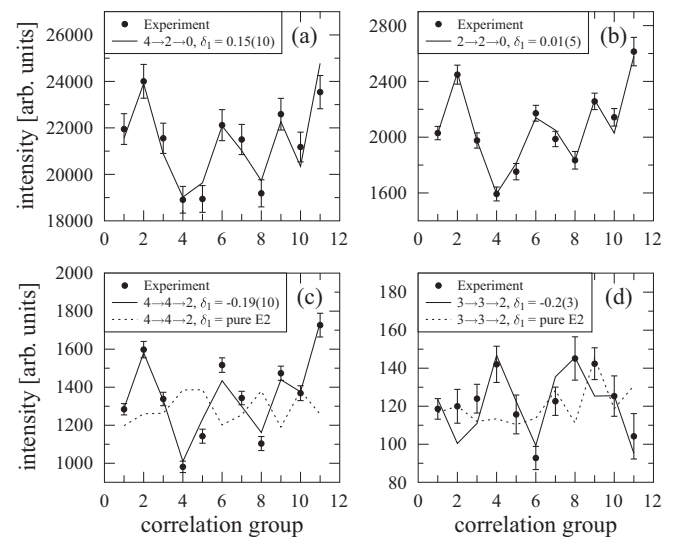 26000
24000
22000
20000
18000
intensity [arb. units]
Experiment
4→2→0, δ₁ = 0.15(10)
(a)
0 2 4 6 8 10 12
2800
2400
2000
1600
Experiment
2→2→0, δ₁ = 0.01(5)
(b)
0 2 4 6 8 10 12
2000
1800
1600
1400
1200
1000
intensity [arb. units]
Experiment
4→4→2, δ₁ = -0.19(10)
4→4→2, δ₁ = pure E2
(c)
0 2 4 6 8 10 12
correlation group
180
160
140
120
100
80
Experiment
3→3→2, δ₁ = -0.2(3)
3→3→2, δ₁ = pure E2
(d)
0 2 4 6 8 10 12
correlation group